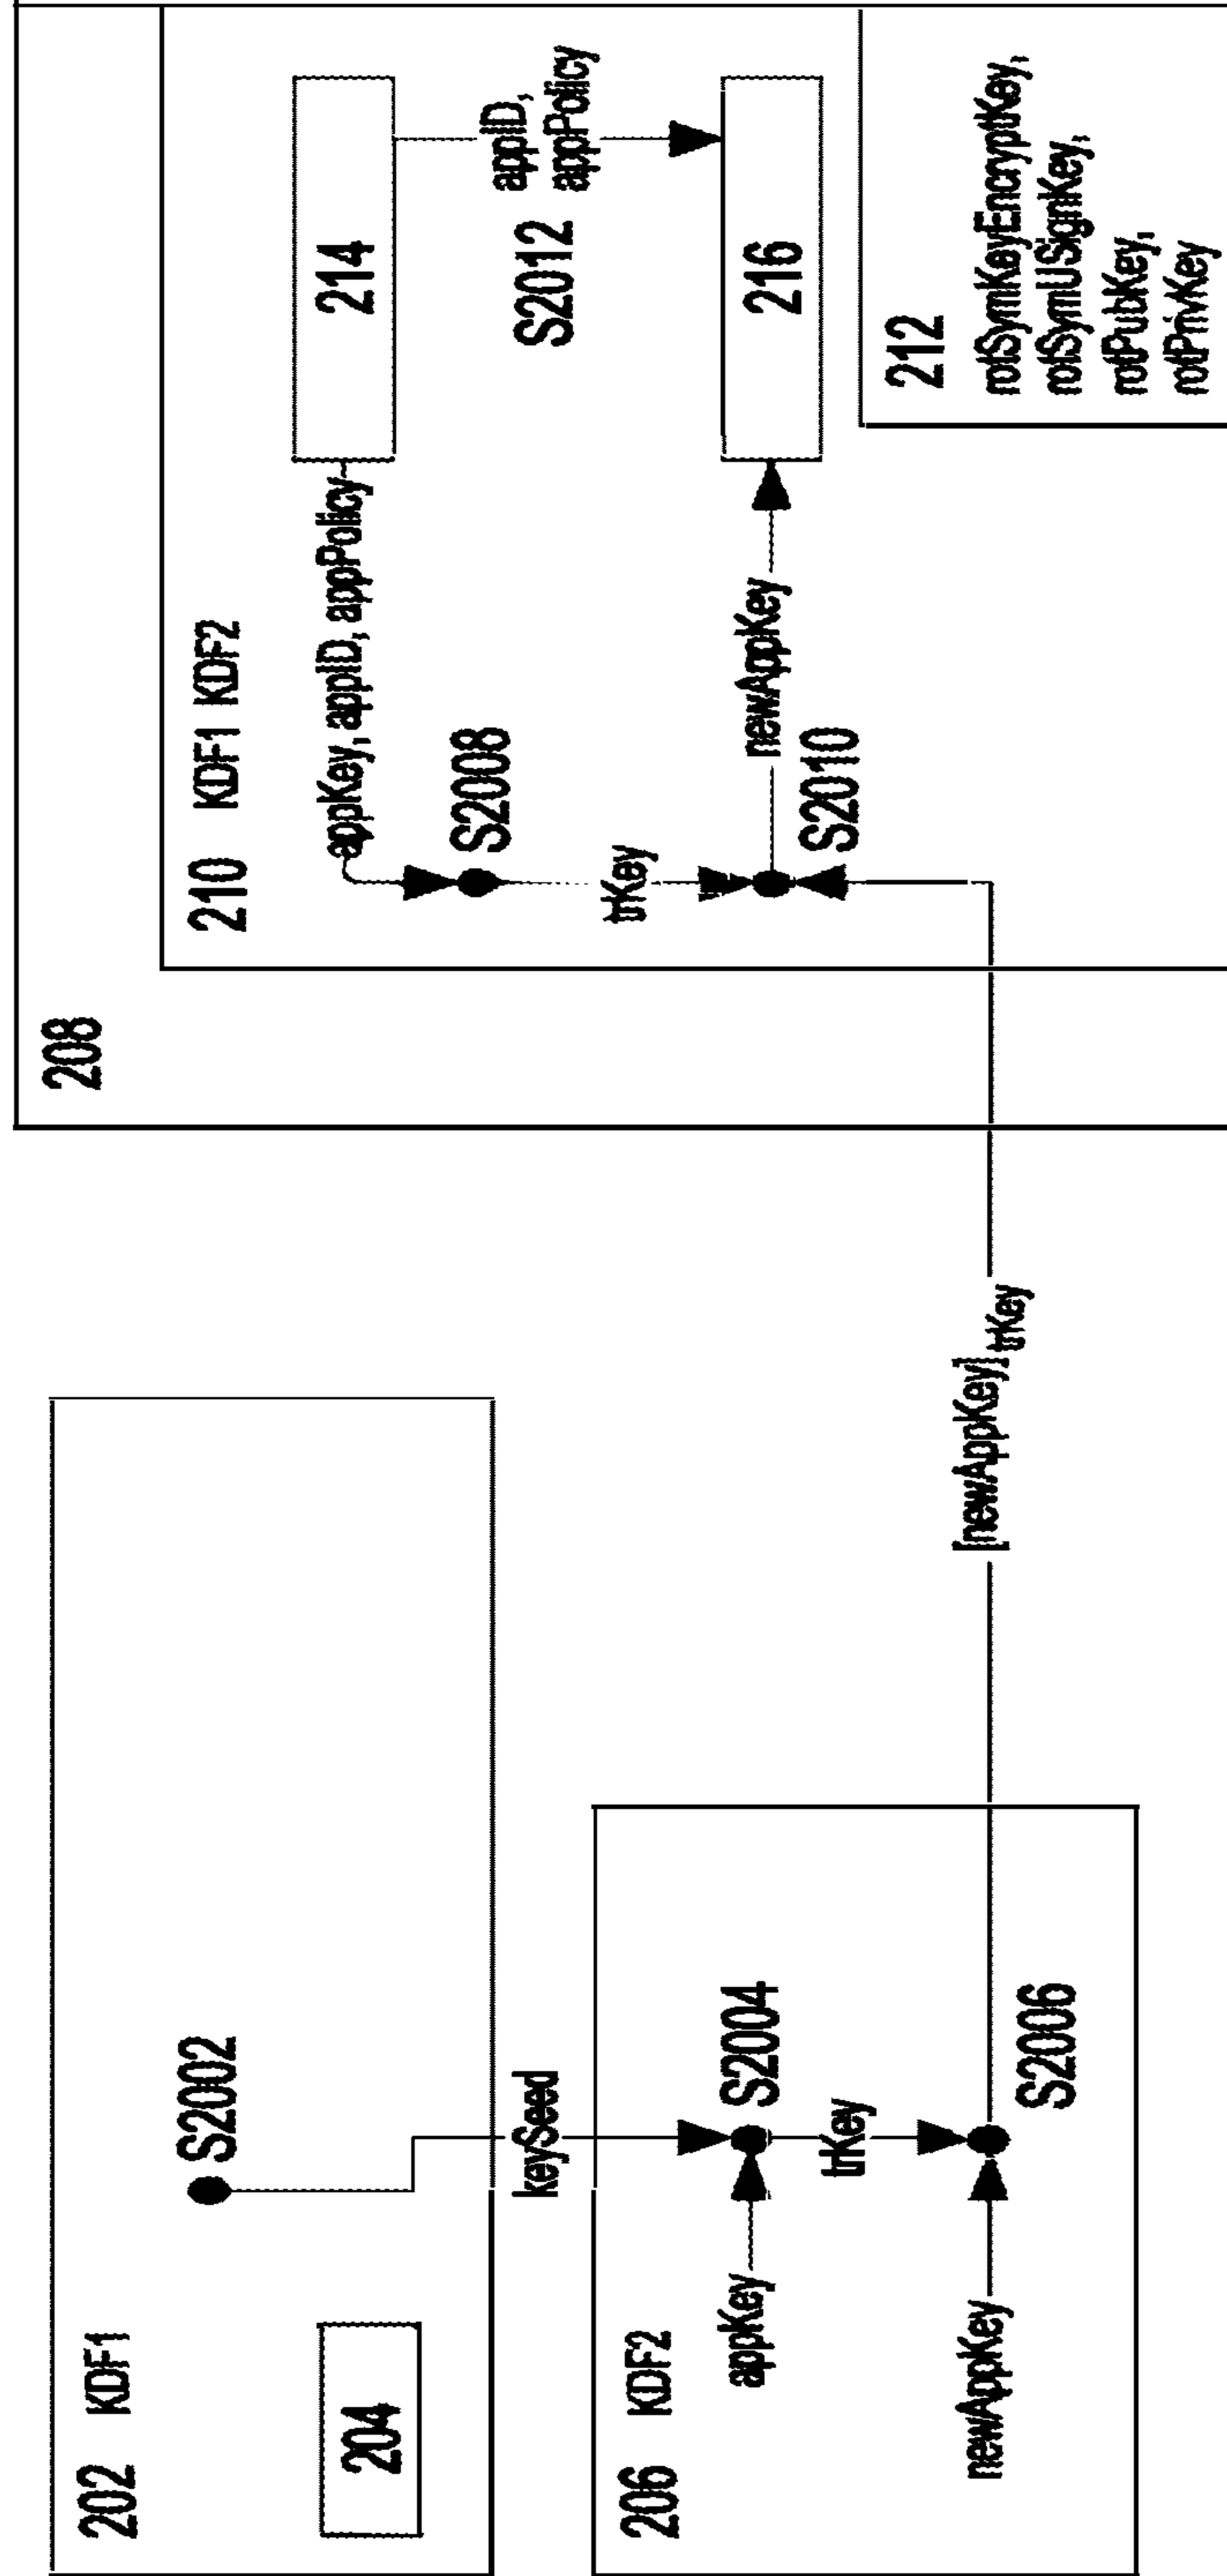 202 KDF1
204
S2002
keySeed
206 KDF2
appKey
S2004
trKey
newAppKey
S2006
[newAppKey]trKey
208
210 KDF1 KDF2
appKey, appID, appPolicy
214
S2008
appID,
appPolicy
S2012
trKey
newAppKey
216
S2010
212
rotSymKeyEncryptKey,
rotSymUSignKey,
rotPubKey,
rotPrivKey